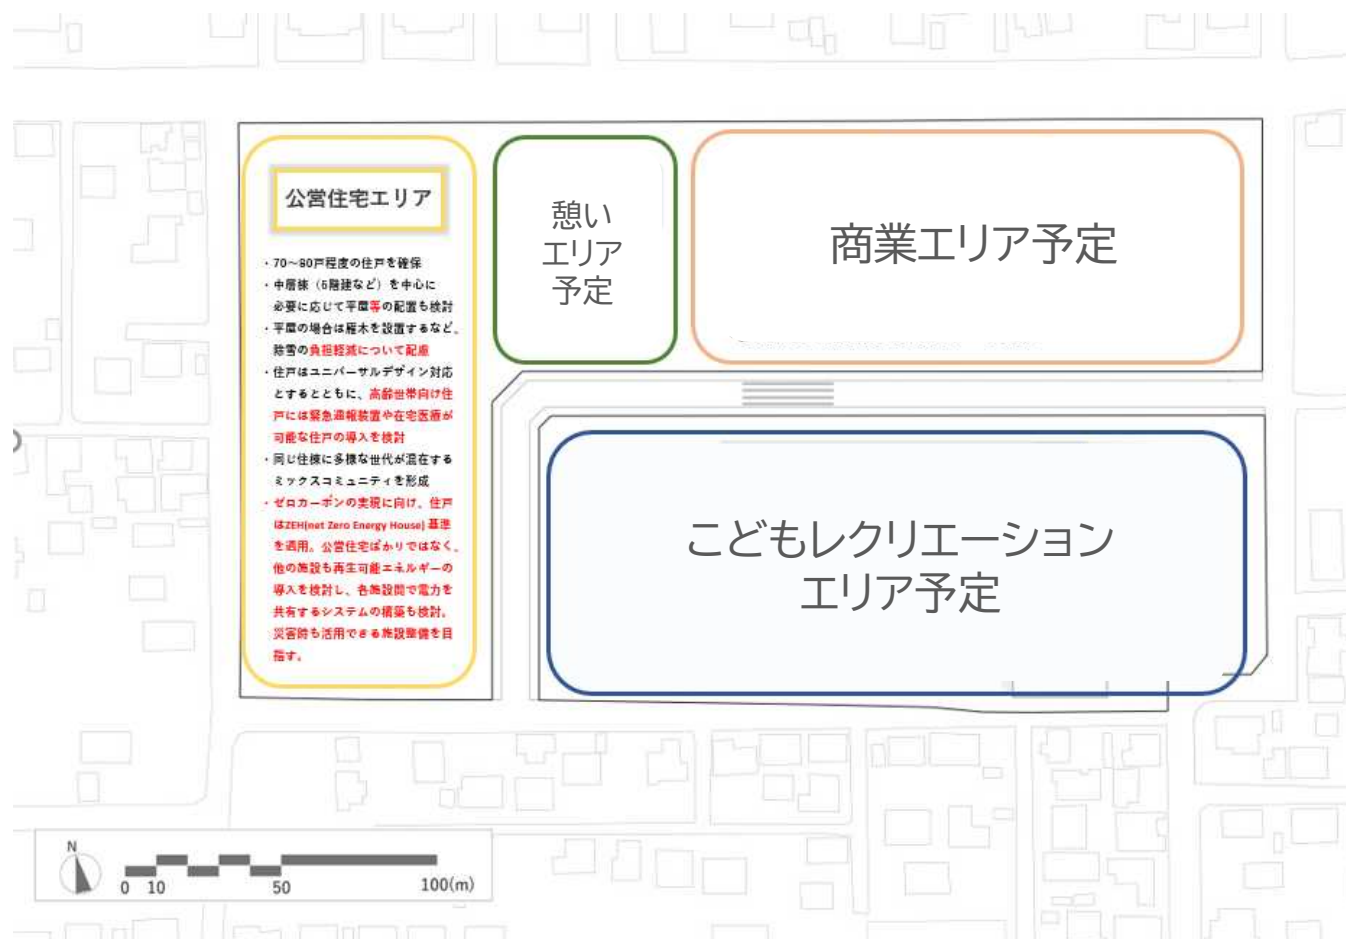 公営住宅エリア
・70～80戸程度の住戸を確保
・中層棟（5階建など）を中心に
必要に応じて平屋等の配置も検討
・平屋の場合は雁木を設置するなど、
除雪の負担軽減について配慮
・住戸はユニバーサルデザイン対応
とするとともに、高齢世帯向け住
戸には緊急通報装置や在宅医療が
可能な住戸の導入を検討
・同じ住棟に多様な世代が混在する
ミックスコミュニティを形成
・ゼロカーボンの実現に向け、住戸
はZEH(net Zero Energy House) 基準
を適用。公営住宅ばかりではなく、
他の施設も再生可能エネルギーの
導入を検討し、各施設間で電力を
共有するシステムの構築も検討。
災害時も活用できる施設整備を目
指す。
憩い
エリア
予定
商業エリア予定
こどもレクリエーション
エリア予定
N
0 10 50 100(m)